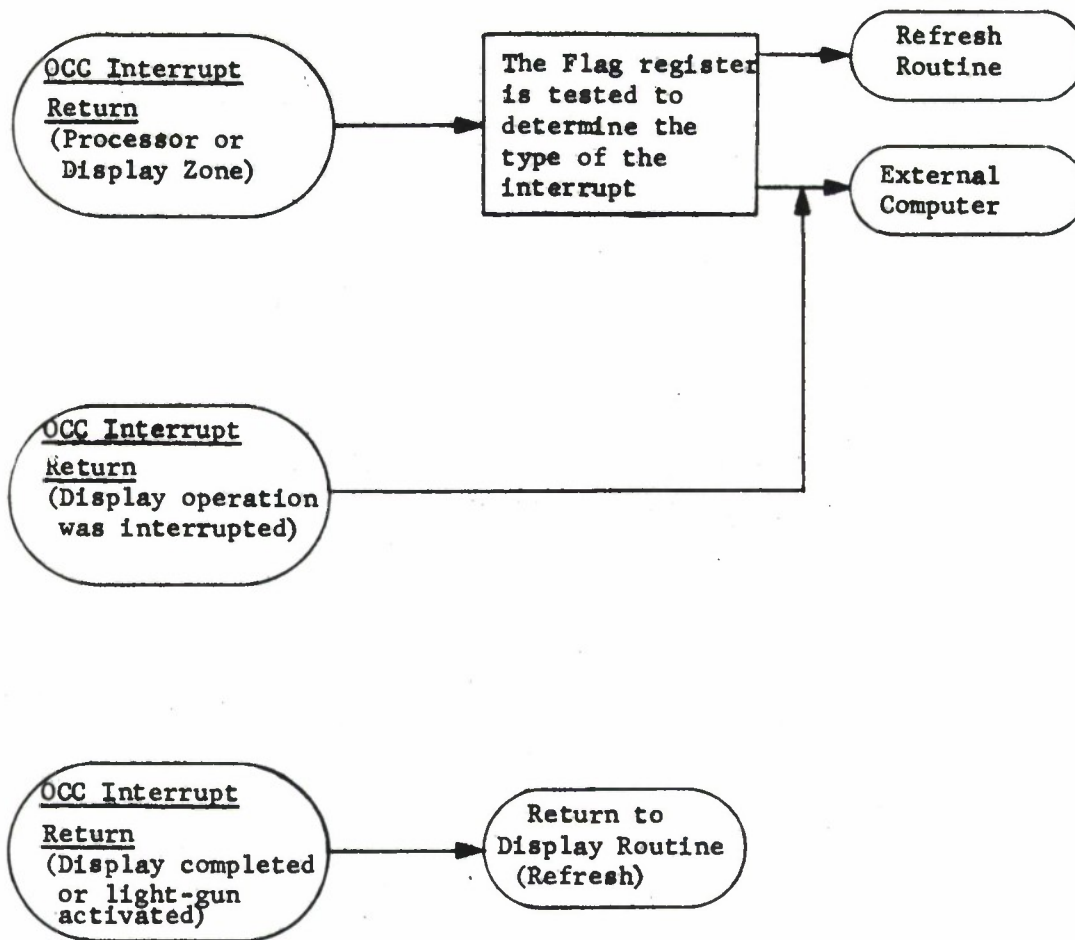 OCC Interrupt
Return
(Processor or
Display Zone)
The Flag register
is tested to
determine the
type of the
interrupt
Refresh
Routine
External
Computer
OCC Interrupt
Return
(Display operation
was interrupted)
OCC Interrupt
Return
(Display completed
or light-gun
activated)
Return to
Display Routine
(Refresh)